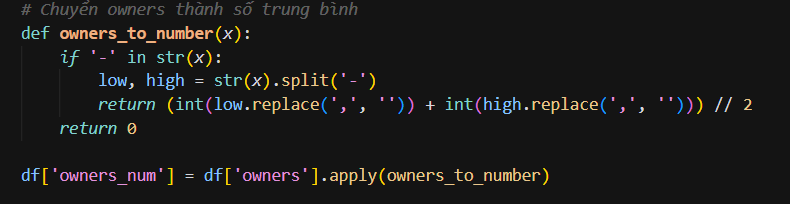 # Chuyển owners thành số trung bình
def owners_to_number(x):
    if '-' in str(x):
        low, high = str(x).split('-')
        return (int(low.replace(',', '')) + int(high.replace(',', ''))) // 2
    return 0

df['owners_num'] = df['owners'].apply(owners_to_number)